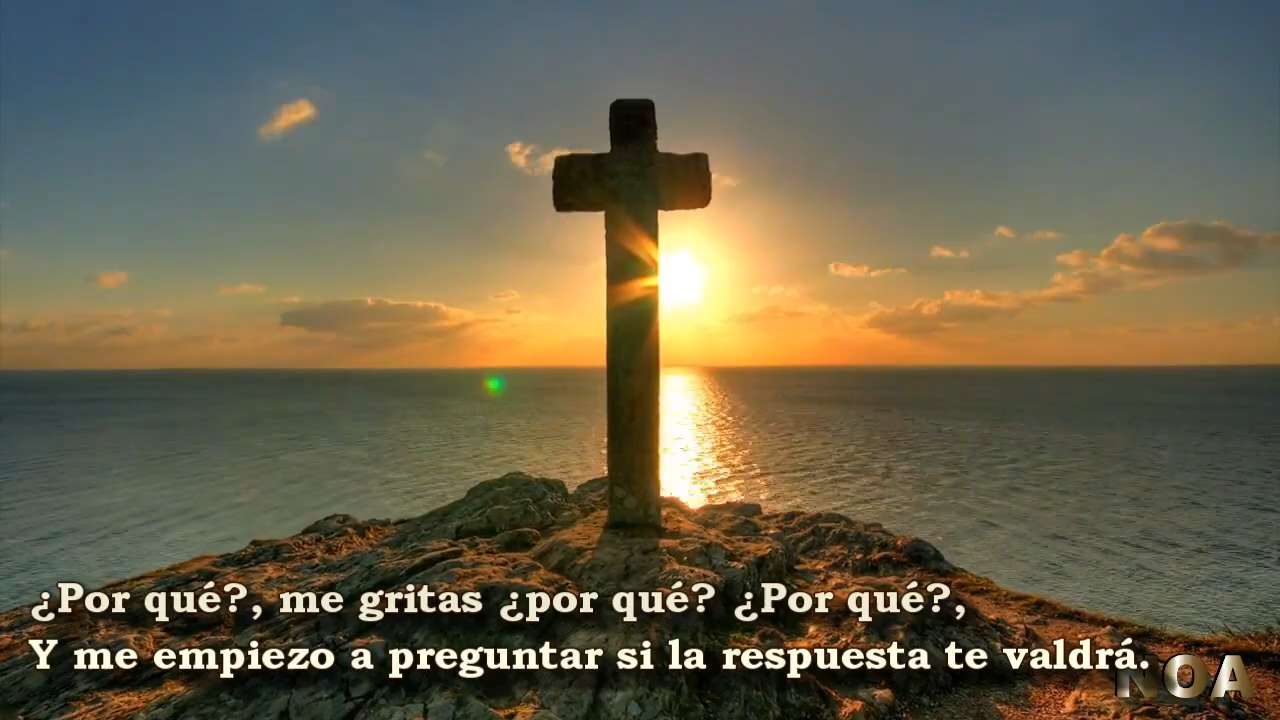 ¿Por qué?, me gritas ¿por qué? ¿Por qué?,
Y me empiezo a preguntar si la respuesta te valdrá.
NOA